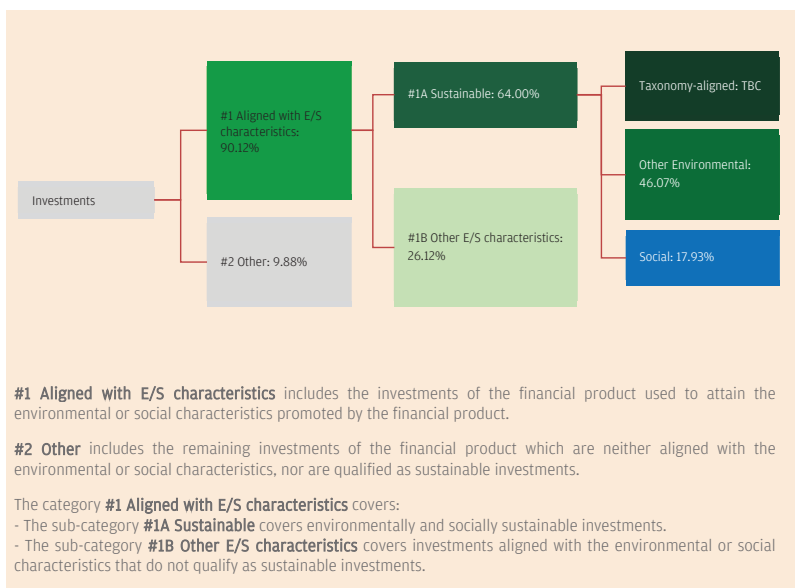 Investments
#1 Aligned with E/S
characteristics:
90.12%
#2 Other: 9.88%
#1A Sustainable: 64.00%
#1B Other E/S characteristics:
26.12%
Taxonomy-aligned: TBC
Other Environmental:
46.07%
Social: 17.93%
#1 Aligned with E/S characteristics includes the investments of the financial product used to attain the
environmental or social characteristics promoted by the financial product.
#2 Other includes the remaining investments of the financial product which are neither aligned with the
environmental or social characteristics, nor are qualified as sustainable investments.
The category #1 Aligned with E/S characteristics covers:
- The sub-category #1A Sustainable covers environmentally and socially sustainable investments.
- The sub-category #1B Other E/S characteristics covers investments aligned with the environmental or social
characteristics that do not qualify as sustainable investments.